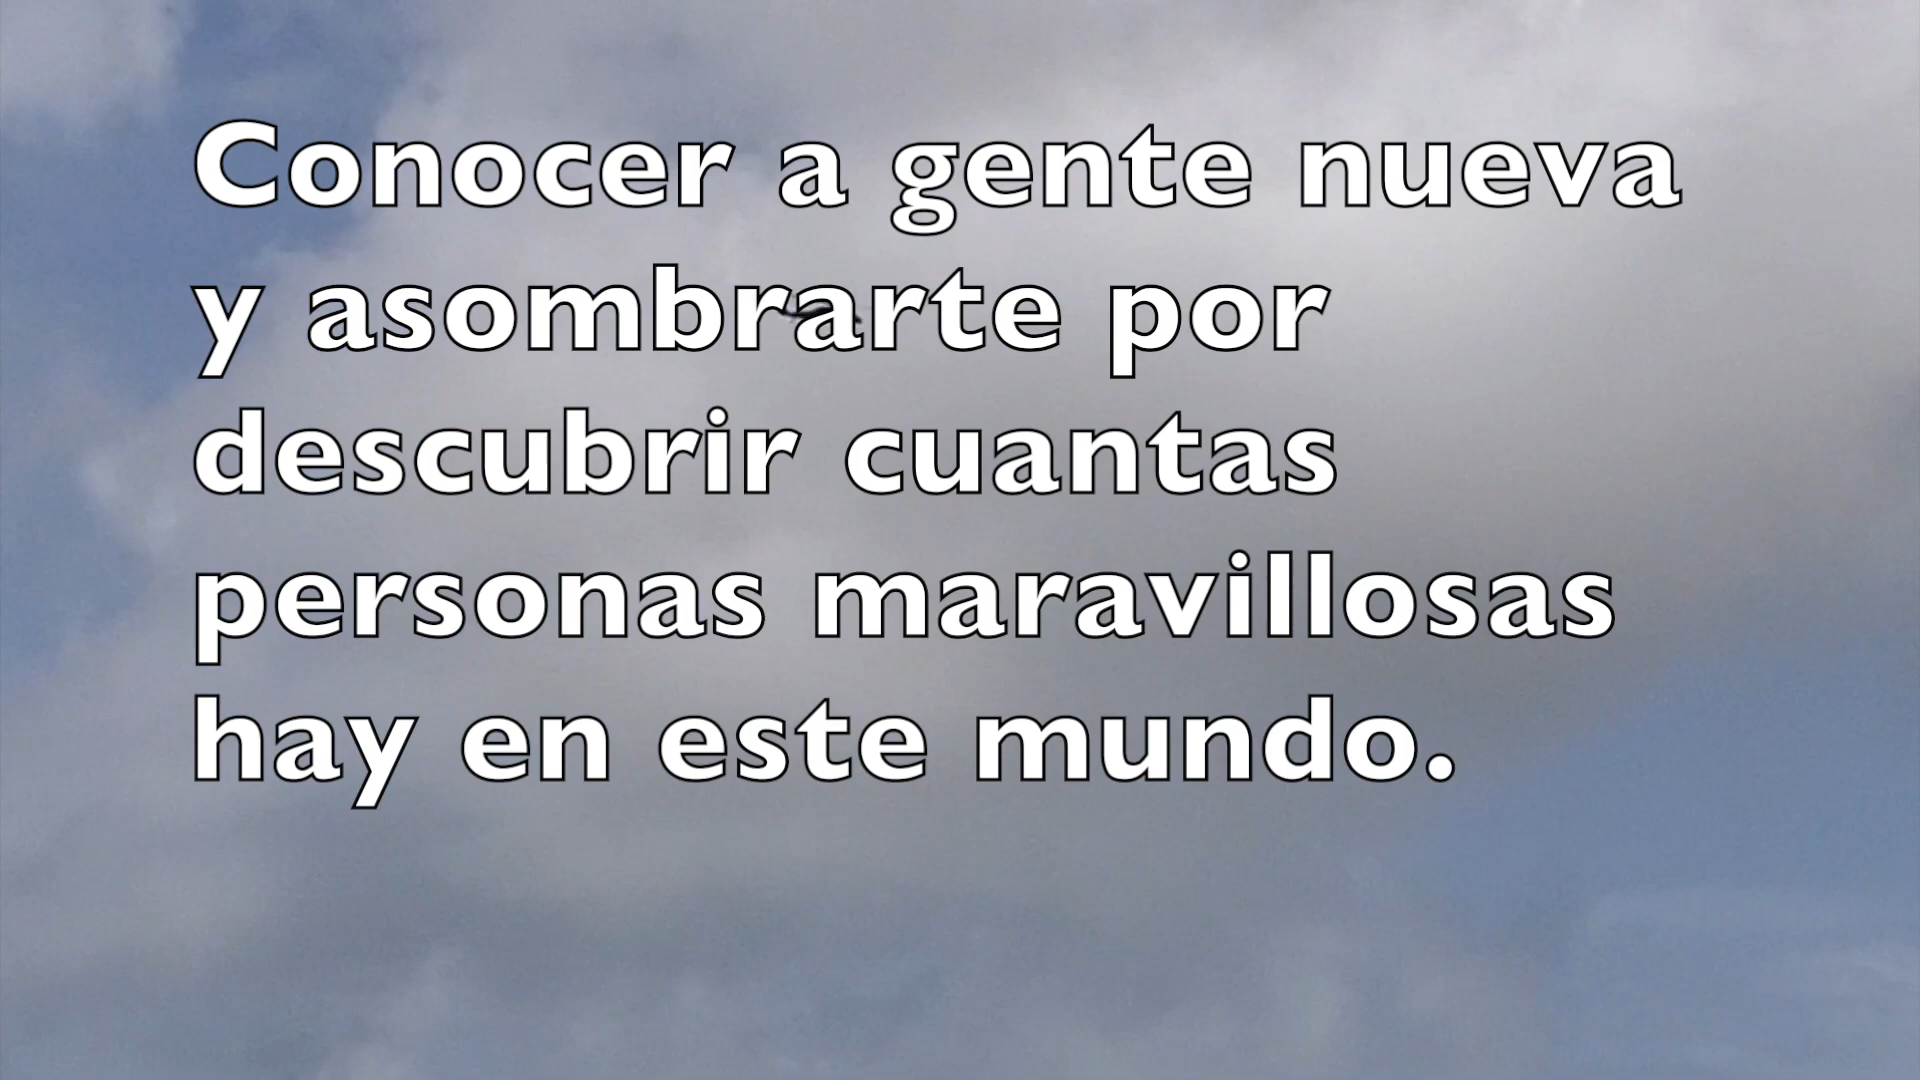 Conocer a gente nueva
y asombrarte por
descubrir cuantas
personas maravillosas
hay en este mundo.